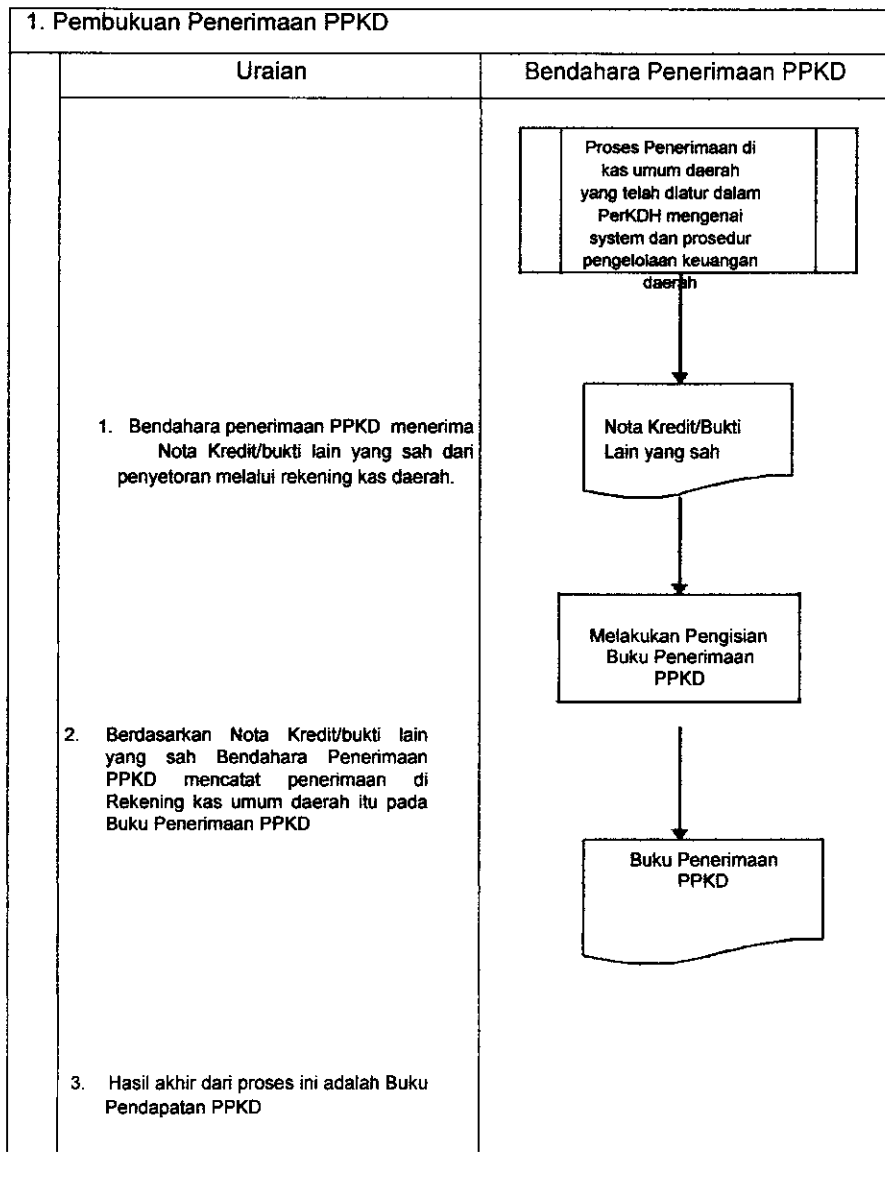 1. Pembukuan Penerimaan PPKD
Uraian
Bendahara Penerimaan PPKD
Proses Penerimaan di
kas umum daerah
yang telah diatur dalam
PerKDH mengenai
system dan prosedur
pengelolaan keuangan
daerah
1. Bendahara penerimaan PPKD menerima
Nota Kredit/bukti lain yang sah dari
penyetoran melalui rekening kas daerah.
Nota Kredit/Bukti
Lain yang sah
Melakukan Pengisian
Buku Penerimaan
PPKD
2. Berdasarkan Nota Kredit/bukti lain
yang sah Bendahara Penerimaan
PPKD mencatat penerimaan di
Rekening kas umum daerah itu pada
Buku Penerimaan PPKD
Buku Penerimaan
PPKD
3. Hasil akhir dari proses ini adalah Buku
Pendapatan PPKD